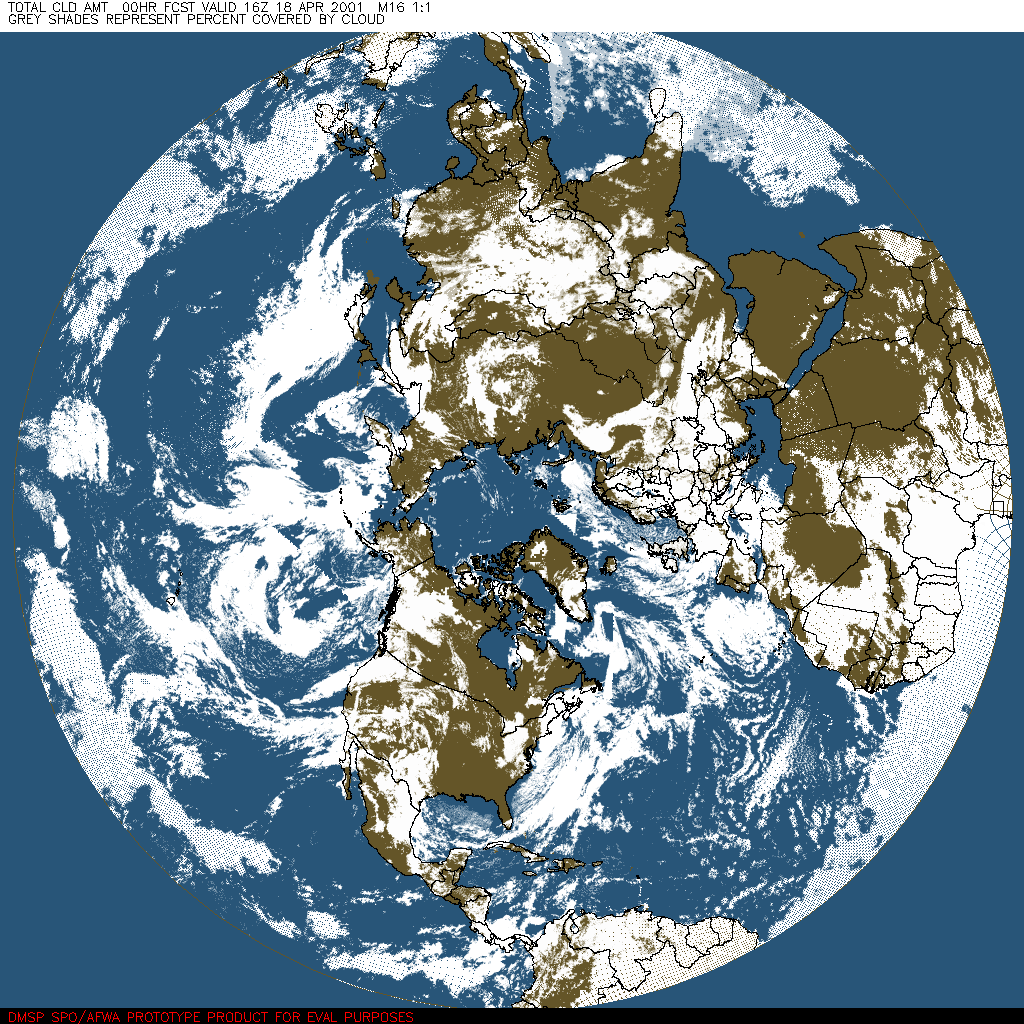 TOTAL CLD AMT  00HR FCST VALID 16Z 18 APR 2001  M16 1:1
GREY SHADES REPRESENT PERCENT COVERED BY CLOUD
DMSP SPO/AFWA PROTOTYPE PRODUCT FOR EVAL PURPOSES